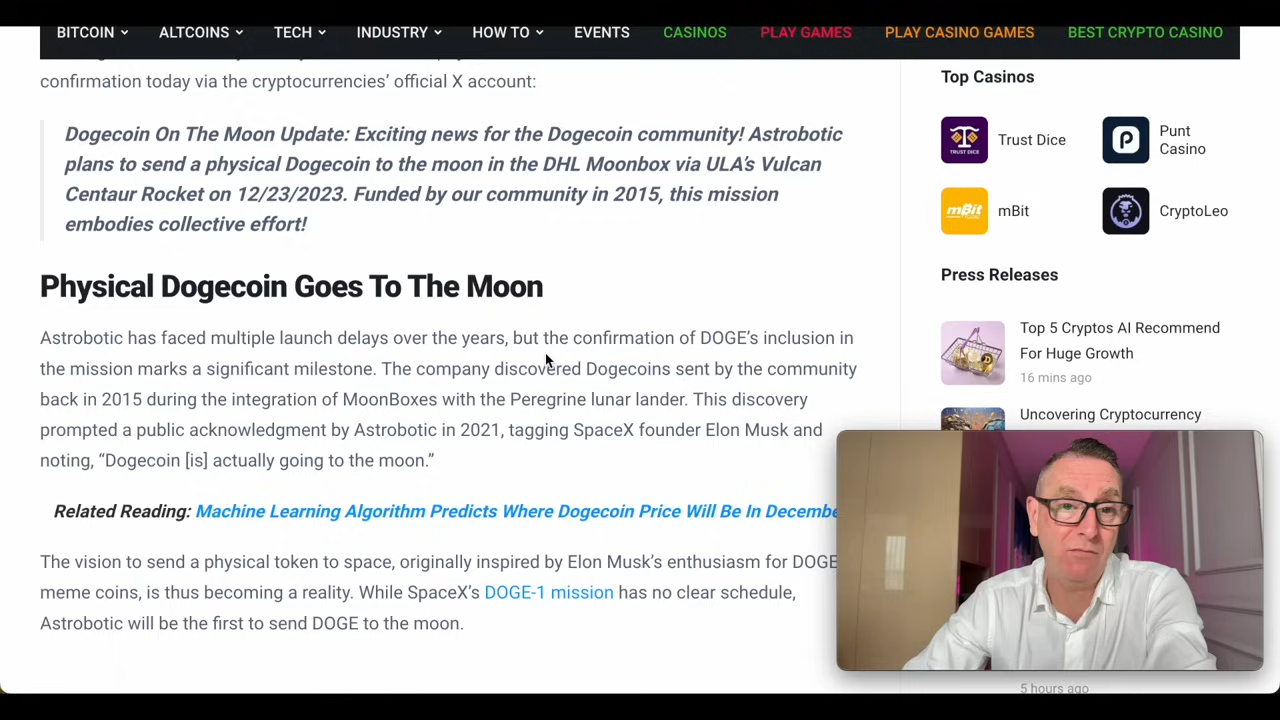 BITCOIN ALTCOINS TECH INDUSTRY HOW TO EVENTS CASINOS PLAY GAMES PLAY CASINO GAMES BEST CRYPTO CASINO
confirmation today via the cryptocurrencies’ official X account:
Dogecoin On The Moon Update: Exciting news for the Dogecoin community! Astrobotic
plans to send a physical Dogecoin to the moon in the DHL Moonbox via ULA’s Vulcan
Centaur Rocket on 12/23/2023. Funded by our community in 2015, this mission
embodies collective effort!
Physical Dogecoin Goes To The Moon
Astrobotic has faced multiple launch delays over the years, but the confirmation of DOGE’s inclusion in
the mission marks a significant milestone. The company discovered Dogecoins sent by the community
back in 2015 during the integration of MoonBoxes with the Peregrine lunar lander. This discovery
prompted a public acknowledgment by Astrobotic in 2021, tagging SpaceX founder Elon Musk and
noting, “Dogecoin [is] actually going to the moon.”
Related Reading: Machine Learning Algorithm Predicts Where Dogecoin Price Will Be In Decembe
The vision to send a physical token to space, originally inspired by Elon Musk’s enthusiasm for DOGE
meme coins, is thus becoming a reality. While SpaceX’s DOGE-1 mission has no clear schedule,
Astrobotic will be the first to send DOGE to the moon.
Top Casinos
TRUST DICE
Trust Dice
Punt
Casino
mBit
mBit
CryptoLeo
Press Releases
Top 5 Cryptos AI Recommend
For Huge Growth
16 mins ago
Uncovering Cryptocurrency
5 hours ago